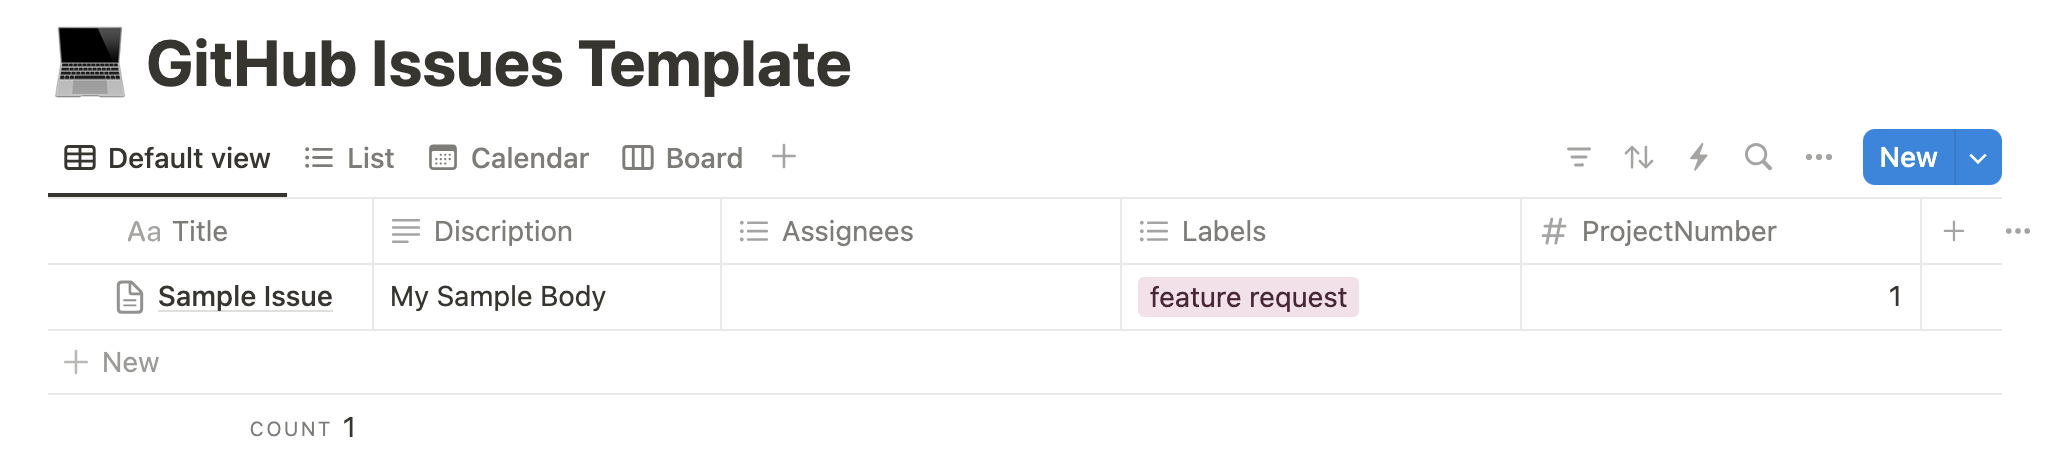 GitHub Issues Template
Default view List Calendar Board New
Aa Title Discription Assignees Labels # ProjectNumber
Sample Issue My Sample Body feature request 1
New
COUNT 1